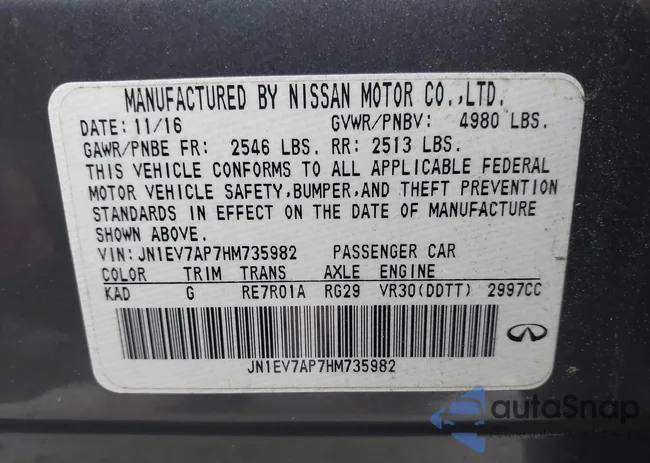 MANUFACTURED BY NISSAN MOTOR CO.,LTD.
DATE: 11/16 GVWR/PNBV: 4980 LBS.
GAWR/PNBE FR: 2546 LBS. RR: 2513 LBS.
THIS VEHICLE CONFORMS TO ALL APPLICABLE FEDERAL
MOTOR VEHICLE SAFETY,BUMPER,AND THEFT PREVENTION
STANDARDS IN EFFECT ON THE DATE OF MANUFACTURE
SHOWN ABOVE.
VIN: JN1EV7AP7HM735982 PASSENGER CAR
COLOR TRIM TRANS AXLE ENGINE
KAD G RE7R01A RG29 VR30(DDTT) 2997CC
JN1EV7AP7HM735982
autoSnap